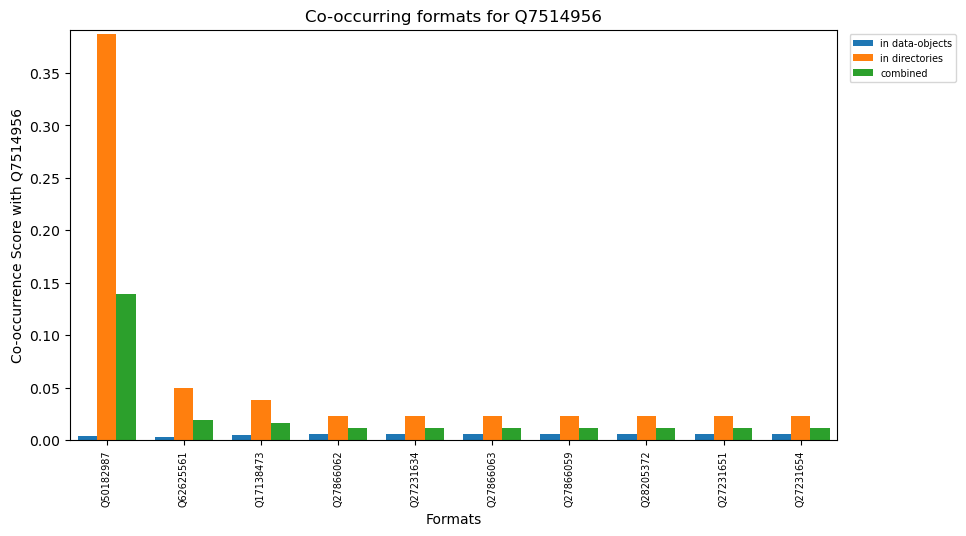 Co-occurring formats for Q7514956
in data-objects
in directories
combined
Co-occurrence Score with Q7514956
0.35
0.30
0.25
0.20
0.15
0.10
0.05
0.00
Q50182987
Q62625561
Q17138473
Q27866062
Q27231634
Q27866063
Q27866059
Q28205372
Q27231651
Q27231654
Formats